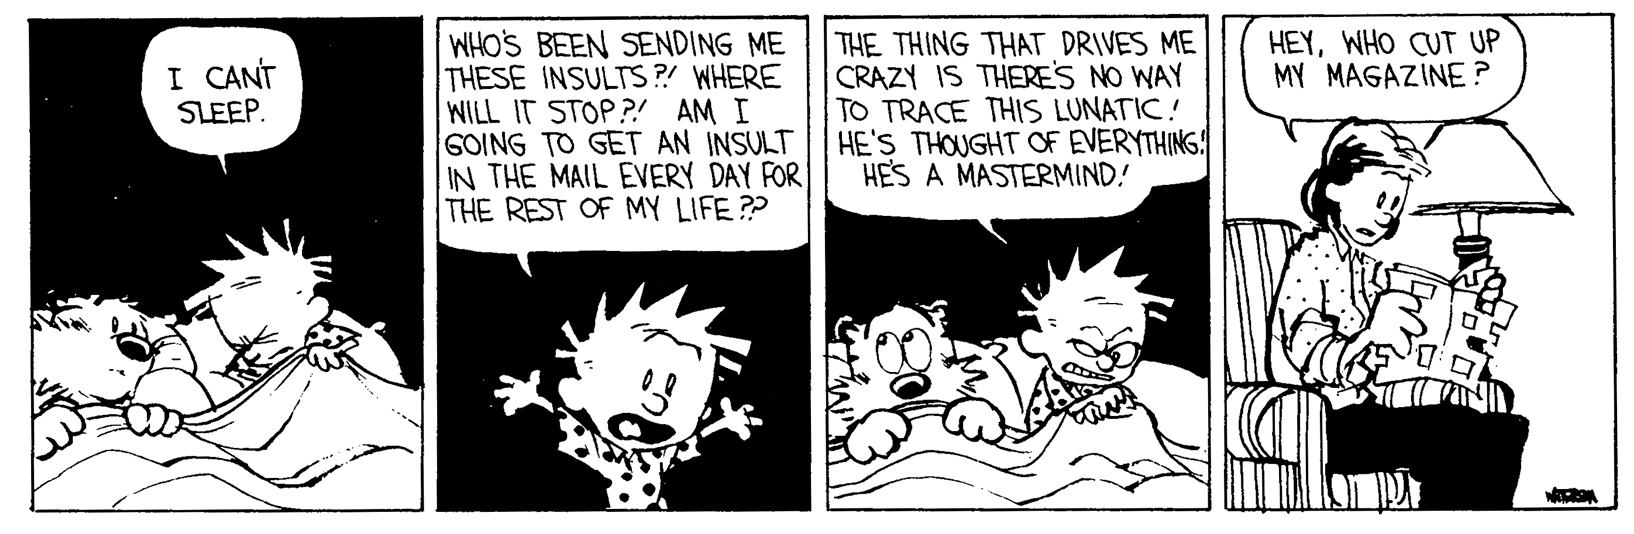 I CAN'T
SLEEP.
WHO'S BEEN SENDING ME
THESE INSULTS?! WHERE
WILL IT STOP?! AM I
GOING TO GET AN INSULT
IN THE MAIL EVERY DAY FOR
THE REST OF MY LIFE??
THE THING THAT DRIVES ME
CRAZY IS THERE'S NO WAY
TO TRACE THIS LUNATIC!
HE'S THOUGHT OF EVERYTHING!
HE'S A MASTERMIND!
HEY, WHO CUT UP
MY MAGAZINE?
WATTERSON